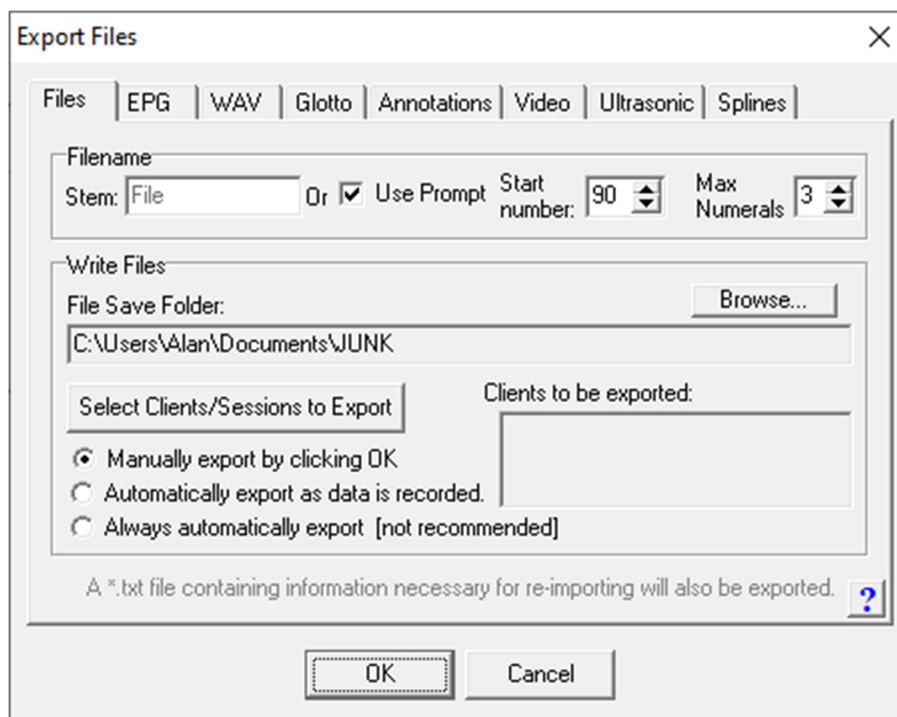 Export Files
Files EPG WAV Glotto Annotations Video Ultrasonic Splines
Filename
Stem: File Or Use Prompt Start number: 90 Max Numerals 3
Write Files
File Save Folder: Browse...
C:\Users\Alan\Documents\JUNK
Select Clients/Sessions to Export Clients to be exported:
Manually export by clicking OK
Automatically export as data is recorded.
Always automatically export [not recommended]
A *.txt file containing information necessary for re-importing will also be exported. ?
OK Cancel